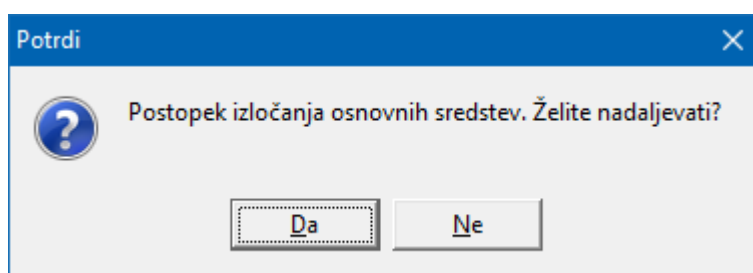 Potrdi
Postopek izločanja osnovnih sredstev. Želite nadaljevati?
Da
Ne